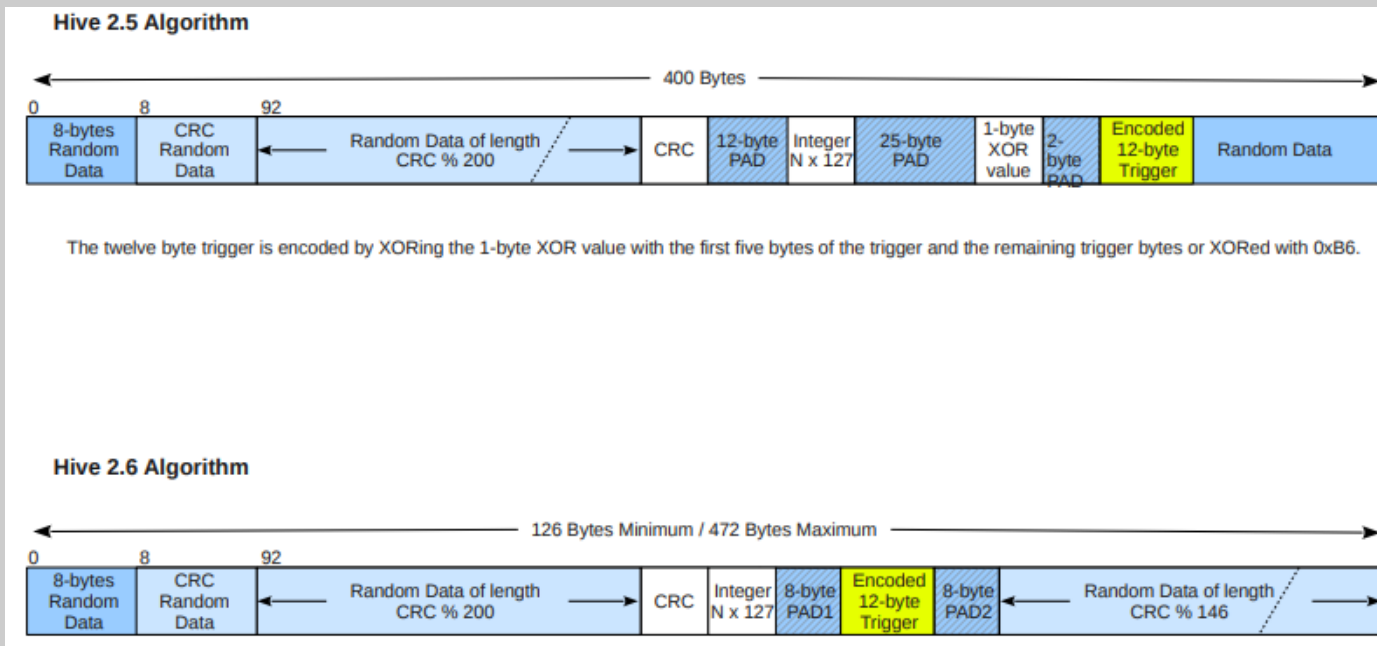 Hive 2.5 Algorithm
400 Bytes
0 8 92
8-bytes
Random
Data
CRC
Random
Data
Random Data of length
CRC % 200
CRC
12-byte
PAD
Integer
N x 127
25-byte
PAD
1-byte
XOR
value
2-
byte
PAD
Encoded
12-byte
Trigger
Random Data
The twelve byte trigger is encoded by XORing the 1-byte XOR value with the first five bytes of the trigger and the remaining trigger bytes or XORed with 0xB6.
Hive 2.6 Algorithm
126 Bytes Minimum / 472 Bytes Maximum
0 8 92
8-bytes
Random
Data
CRC
Random
Data
Random Data of length
CRC % 200
CRC
Integer
N x 127
8-byte
PAD1
Encoded
12-byte
Trigger
8-byte
PAD2
Random Data of length
CRC % 146